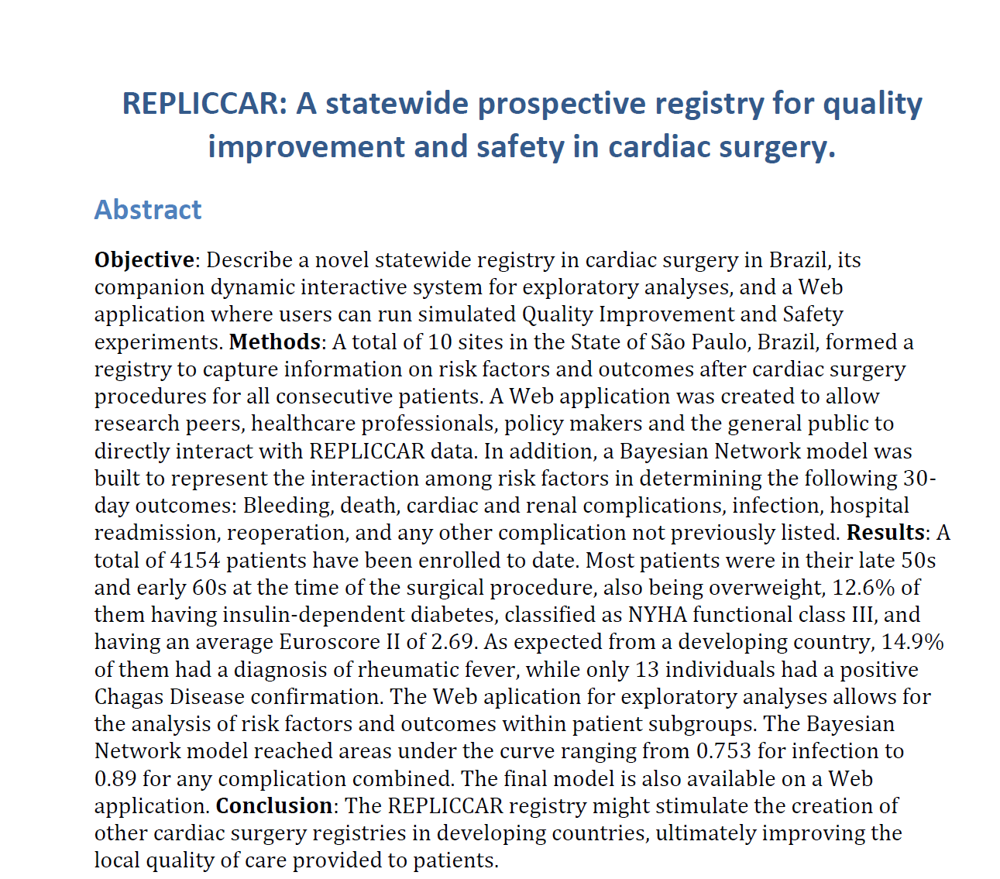 REPLICCAR: A statewide prospective registry for quality
improvement and safety in cardiac surgery.
Abstract
Objective: Describe a novel statewide registry in cardiac surgery in Brazil, its
companion dynamic interactive system for exploratory analyses, and a Web
application where users can run simulated Quality Improvement and Safety
experiments. Methods: A total of 10 sites in the State of São Paulo, Brazil, formed a
registry to capture information on risk factors and outcomes after cardiac surgery
procedures for all consecutive patients. A Web application was created to allow
research peers, healthcare professionals, policy makers and the general public to
directly interact with REPLICCAR data. In addition, a Bayesian Network model was
built to represent the interaction among risk factors in determining the following 30-
day outcomes: Bleeding, death, cardiac and renal complications, infection, hospital
readmission, reoperation, and any other complication not previously listed. Results: A
total of 4154 patients have been enrolled to date. Most patients were in their late 50s
and early 60s at the time of the surgical procedure, also being overweight, 12.6% of
them having insulin-dependent diabetes, classified as NYHA functional class III, and
having an average Euroscore II of 2.69. As expected from a developing country, 14.9%
of them had a diagnosis of rheumatic fever, while only 13 individuals had a positive
Chagas Disease confirmation. The Web aplication for exploratory analyses allows for
the analysis of risk factors and outcomes within patient subgroups. The Bayesian
Network model reached areas under the curve ranging from 0.753 for infection to
0.89 for any complication combined. The final model is also available on a Web
application. Conclusion: The REPLICCAR registry might stimulate the creation of
other cardiac surgery registries in developing countries, ultimately improving the
local quality of care provided to patients.